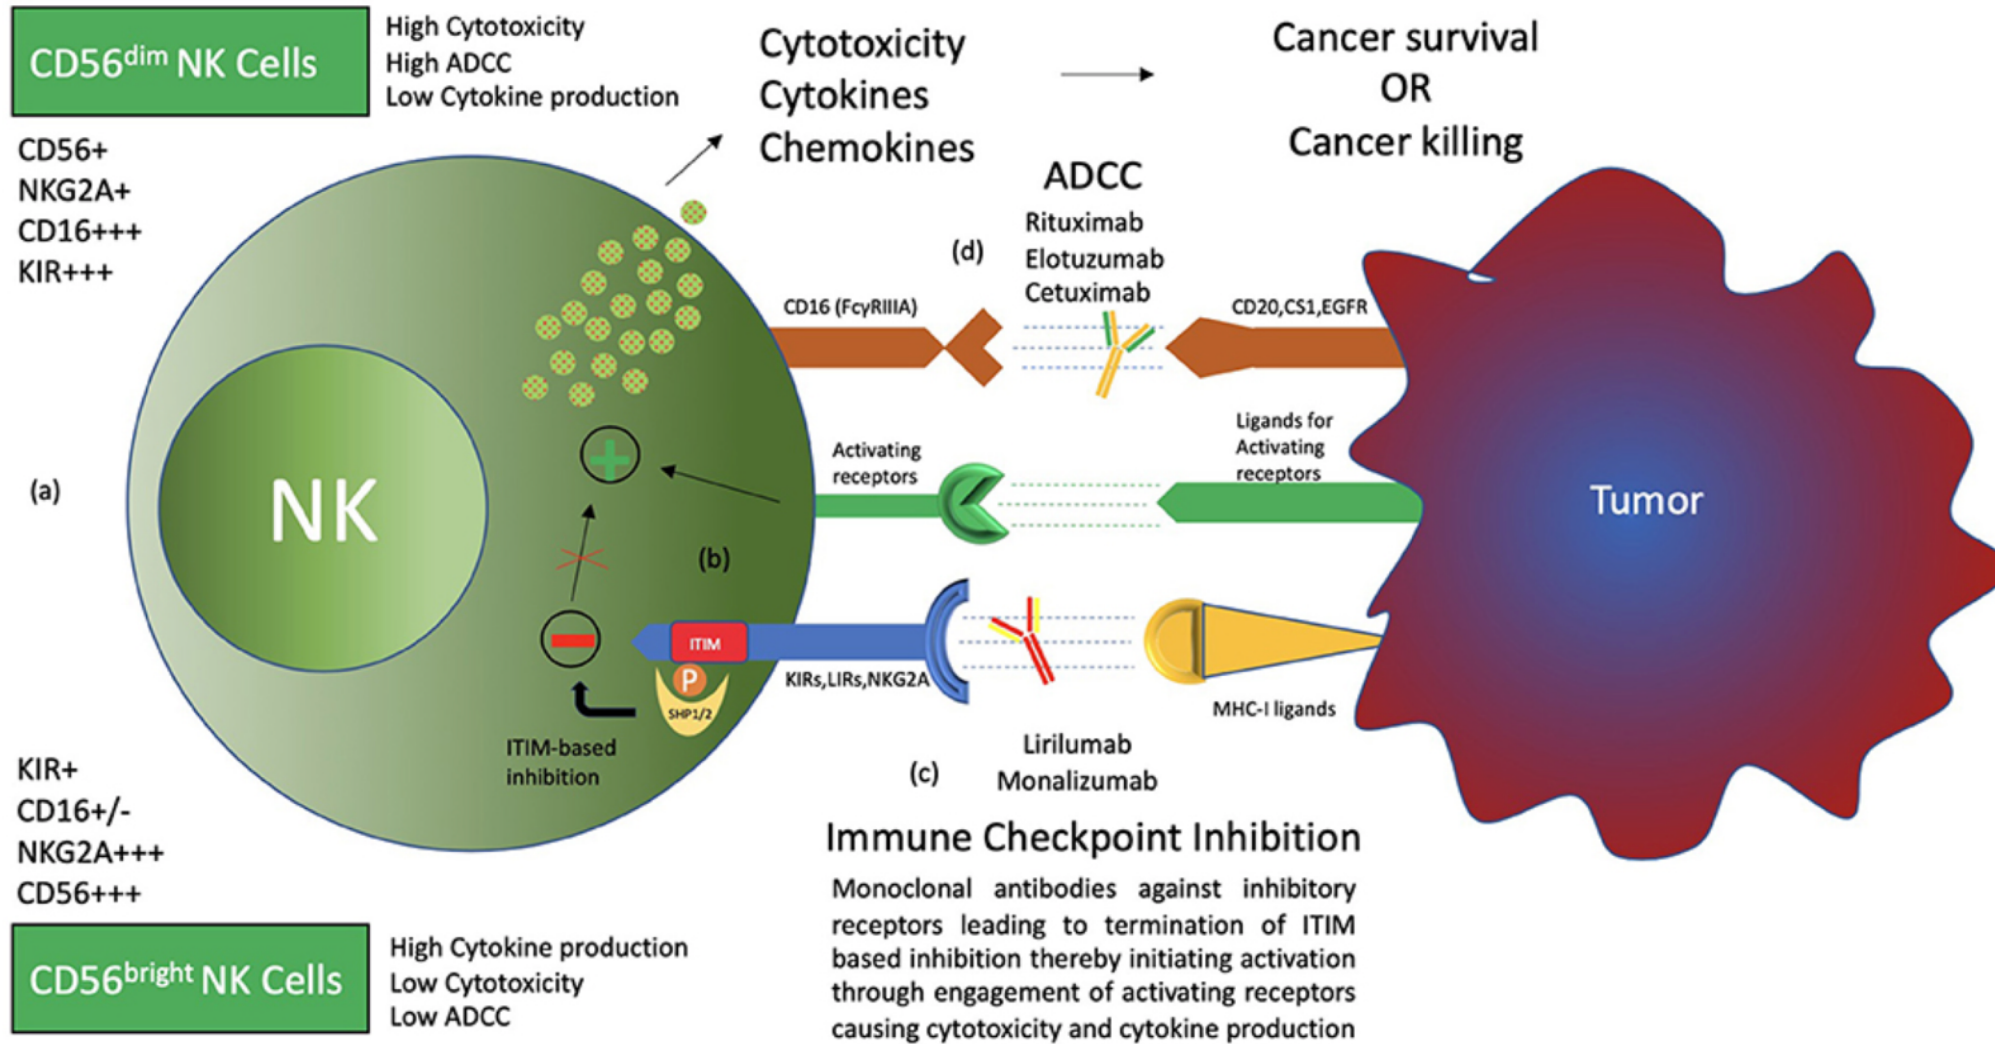 CD56dim NK Cells
High Cytotoxicity
High ADCC
Low Cytokine production
CD56+
NKG2A+
CD16+++
KIR+++
Cytotoxicity
Cytokines
Chemokines
Cancer survival
OR
Cancer killing
ADCC
Rituximab
Elotuzumab
Cetuximab
(d)
CD16 (FcγRIIIA)
CD20,CS1,EGFR
Activating
receptors
Ligands for
Activating
receptors
(a)
NK
(b)
Tumor
ITIM
P
SHP1/2
KIRs,LIRs,NKG2A
MHC-I ligands
ITIM-based
inhibition
(c)
Lirilumab
Monalizumab
Immune Checkpoint Inhibition
Monoclonal antibodies against inhibitory
receptors leading to termination of ITIM
based inhibition thereby initiating activation
through engagement of activating receptors
causing cytotoxicity and cytokine production
KIR+
CD16+/-
NKG2A+++
CD56+++
CD56bright NK Cells
High Cytokine production
Low Cytotoxicity
Low ADCC